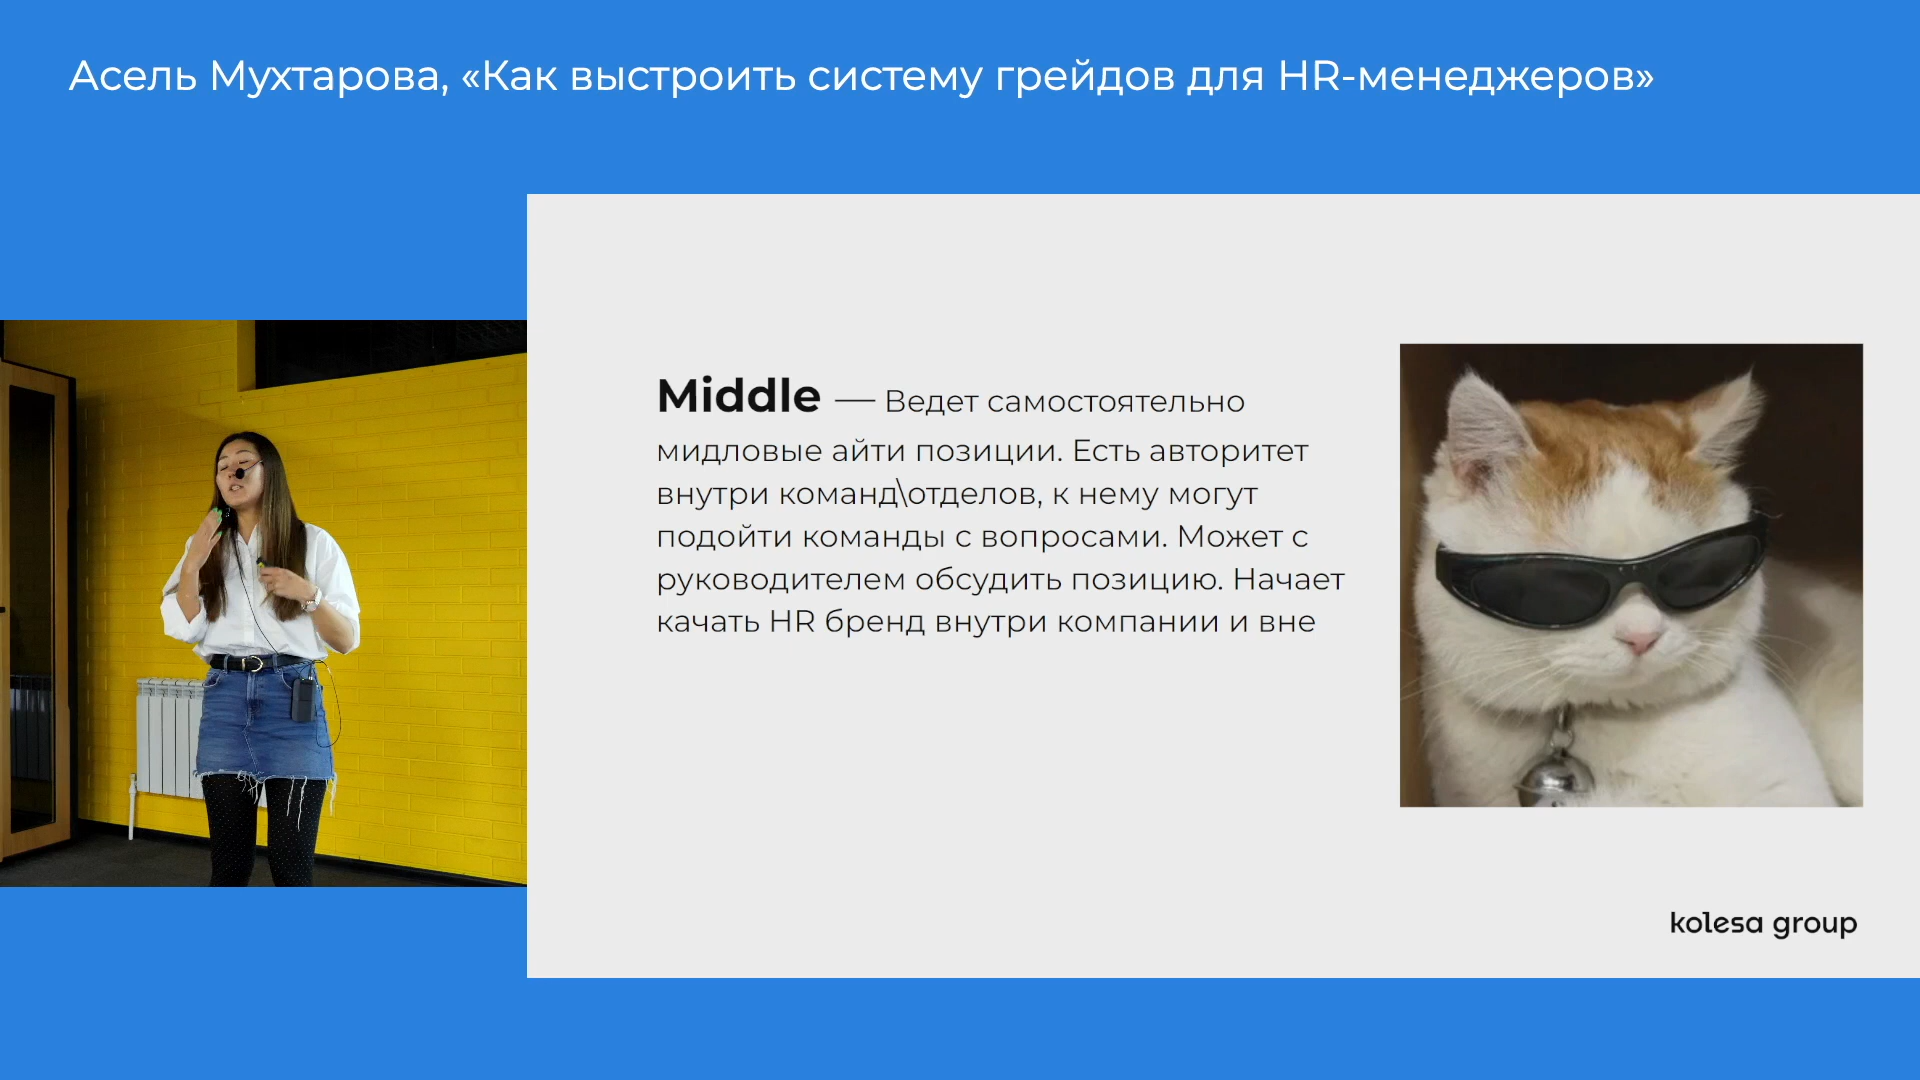 Асель Мухтарова, «Как выстроить систему грейдов для HR-менеджеров»
Middle — Ведет самостоятельно
мидловые айти позиции. Есть авторитет
внутри команд\отделов, к нему могут
подойти команды с вопросами. Может с
руководителем обсудить позицию. Начает
качать HR бренд внутри компании и вне
kolesa group